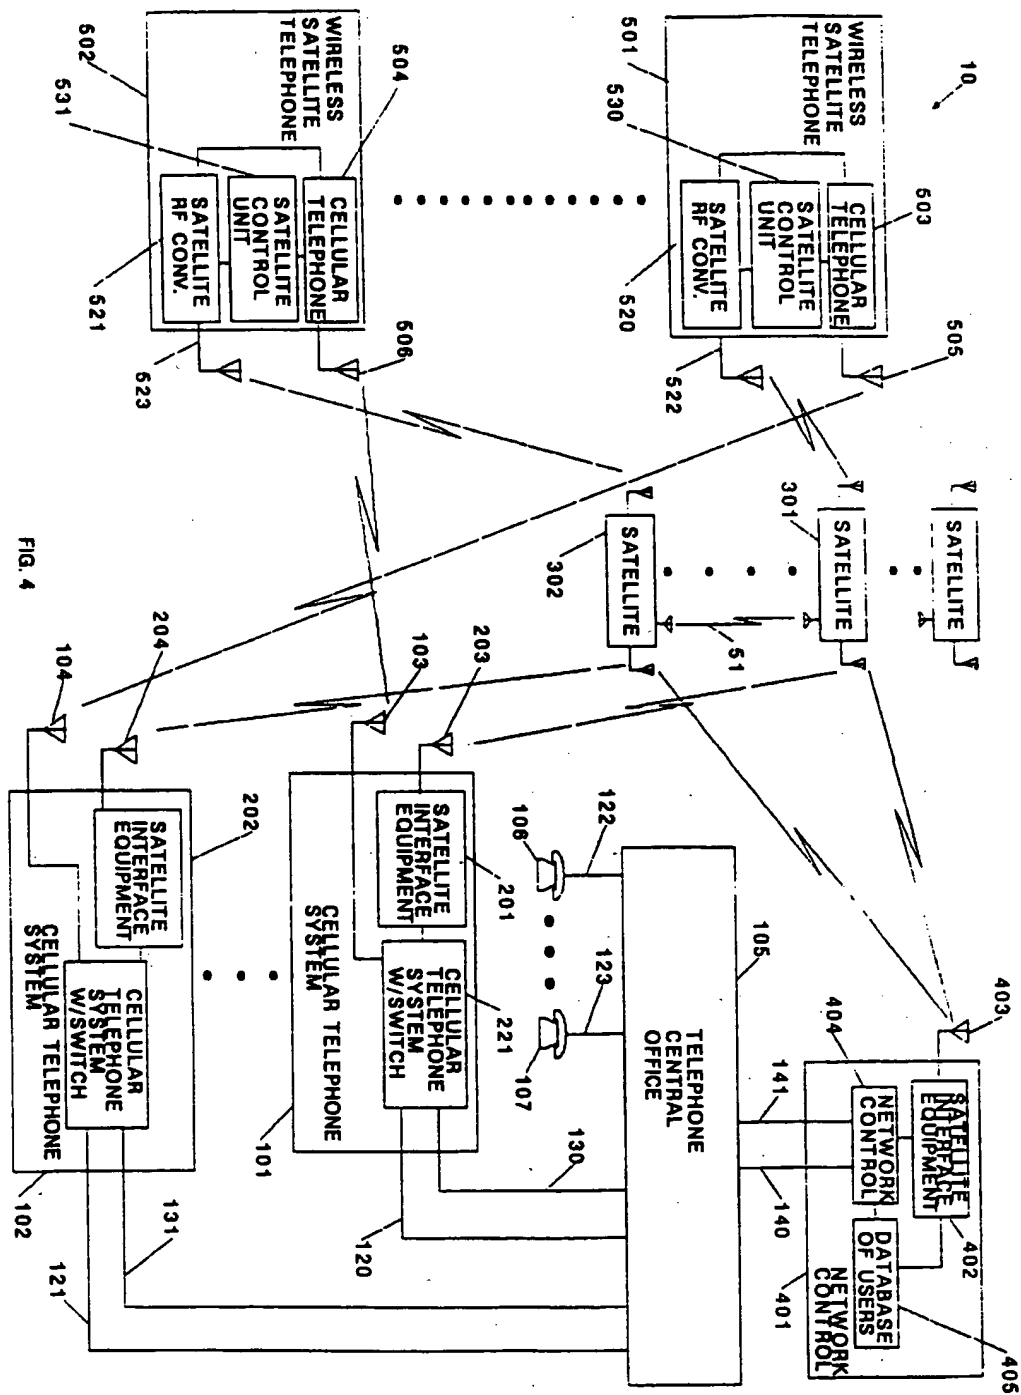 10
501
WIRELESS
SATELLITE
TELEPHONE
530
503
CELLULAR
TELEPHONE
SATELLITE
CONTROL
UNIT
SATELLITE
RF CONV.
520
505
522
502
WIRELESS
SATELLITE
TELEPHONE
531
504
CELLULAR
TELEPHONE
SATELLITE
CONTROL
UNIT
SATELLITE
RF CONV.
521
506
523
SATELLITE
301
SATELLITE
302
SATELLITE
51
403
404
SATELLITE
INTERFACE
EQUIPMENT
402
NETWORK
CONTROL
DATABASE
OF USERS
405
NETWORK
CONTROL
401
141
140
105
TELEPHONE
CENTRAL
OFFICE
122
123
106
107
203
103
SATELLITE
INTERFACE
EQUIPMENT
201
CELLULAR
TELEPHONE
SYSTEM
W/SWITCH
221
CELLULAR TELEPHONE
SYSTEM
101
130
120
204
104
202
SATELLITE
INTERFACE
EQUIPMENT
CELLULAR
TELEPHONE
SYSTEM
W/SWITCH
CELLULAR TELEPHONE
SYSTEM
102
131
121
FIG. 4